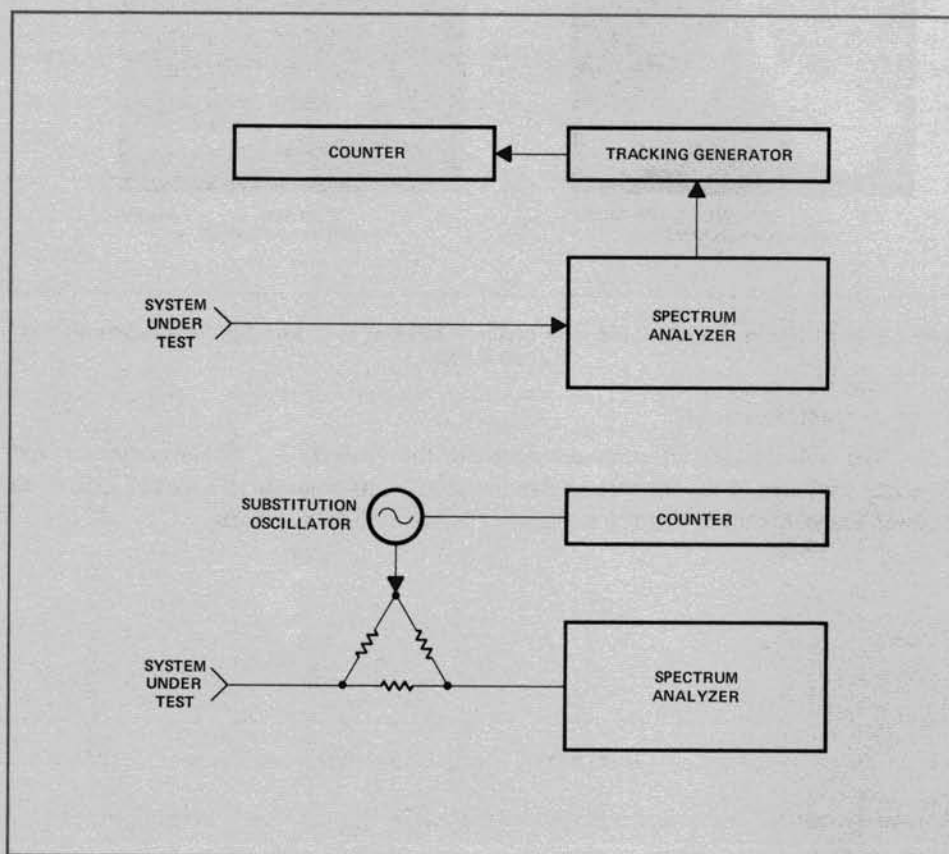 COUNTER
TRACKING GENERATOR
SYSTEM
UNDER
TEST
SPECTRUM
ANALYZER
SUBSTITUTION
OSCILLATOR
COUNTER
SYSTEM
UNDER
TEST
SPECTRUM
ANALYZER